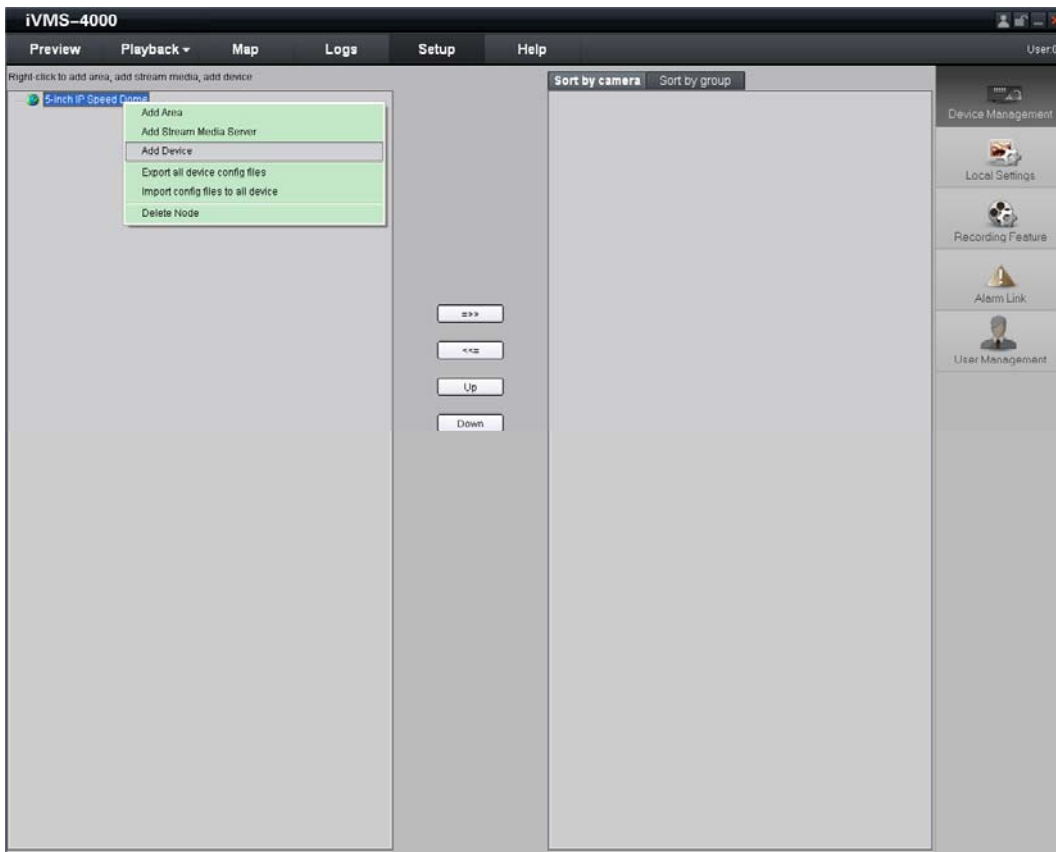 iVMS-4000
Preview Playback Map Logs Setup Help
User:
Right-click to add area, add stream media, add device
5-Inch IP Speed Dome
Add Area
Add Stream Media Server
Add Device
Export all device config files
Import config files to all device
Delete Node
=>>
<<=
Up
Down
Sort by camera Sort by group
Device Management
Local Settings
Recording Feature
Alarm Link
User Management